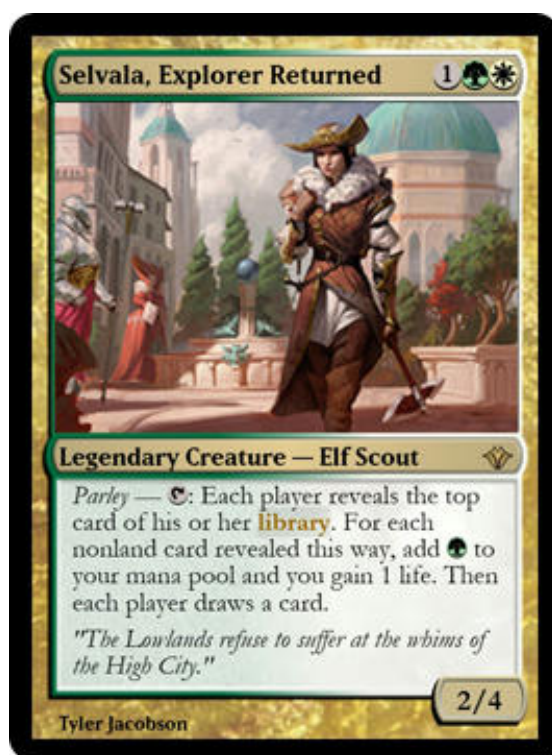 Selvala, Explorer Returned 1
Legendary Creature — Elf Scout
Parley — : Each player reveals the top
card of his or her library. For each
nonland card revealed this way, add to
your mana pool and you gain 1 life. Then
each player draws a card.
"The Lowlands refuse to suffer at the whims of
the High City."
2/4
Tyler Jacobson